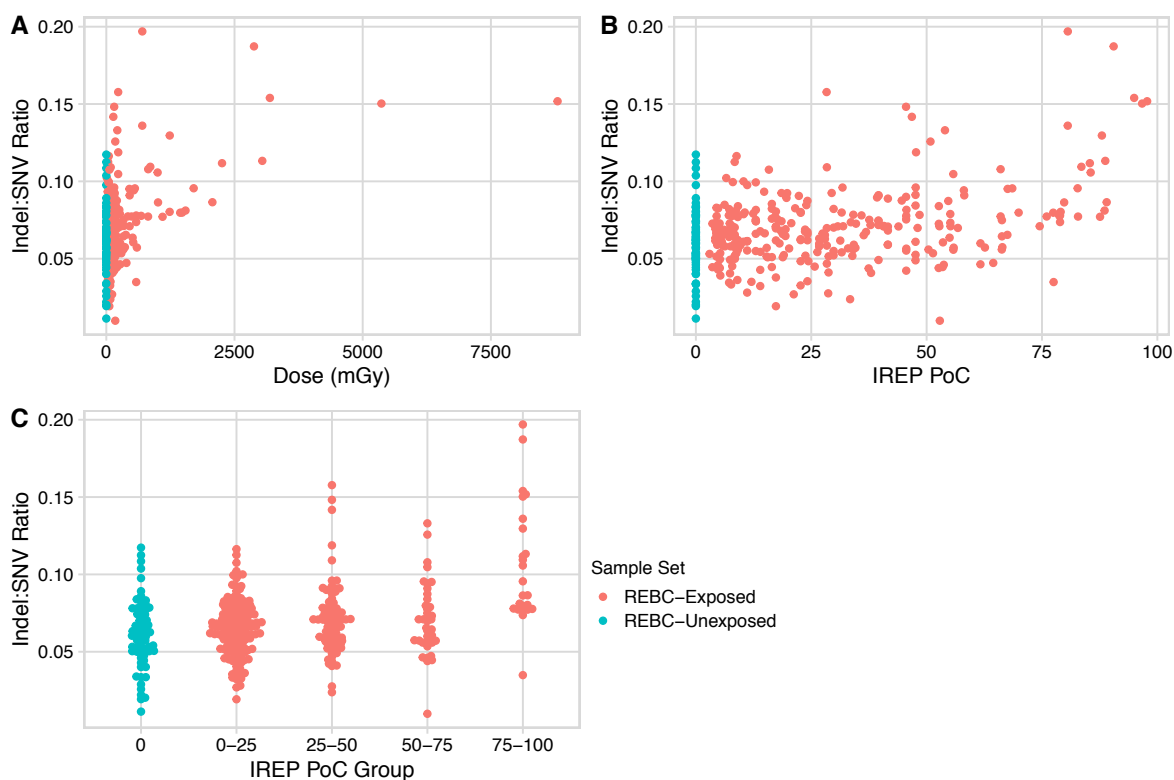 A
0.20
0.15
0.10
0.05
Indel:SNV Ratio
0 2500 5000 7500
Dose (mGy)
B
0.20
0.15
0.10
0.05
Indel:SNV Ratio
0 25 50 75 100
IREP PoC
C
0.20
0.15
0.10
0.05
Indel:SNV Ratio
0 0−25 25−50 50−75 75−100
IREP PoC Group
Sample Set
REBC−Exposed
REBC−Unexposed